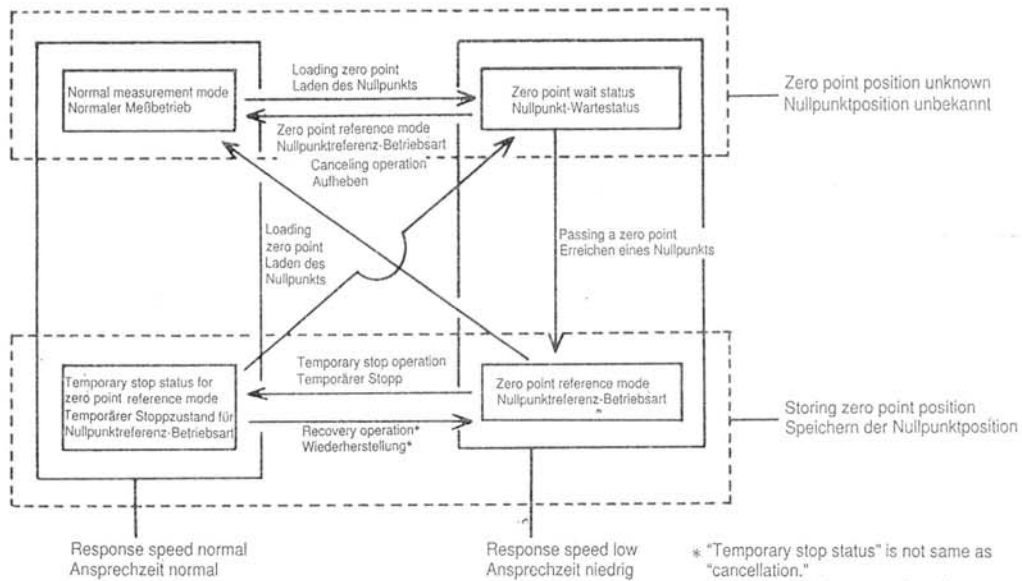 Normal measurement mode
Normaler Meßbetrieb
Loading zero point
Laden des Nullpunkts
Zero point wait status
Nullpunkt-Wartestatus
Zero point position unknown
Nullpunktposition unbekannt
Zero point reference mode
Nullpunktreferenz-Betriebsart
Canceling operation
Aufheben
Loading
zero point
Laden des
Nullpunkts
Passing a zero point
Erreichen eines Nullpunkts
Temporary stop status for
zero point reference mode
Temporärer Stoppzustand für
Nullpunktreferenz-Betriebsart
Temporary stop operation
Temporärer Stopp
Zero point reference mode
Nullpunktreferenz-Betriebsart
Recovery operation*
Wiederherstellung*
Storing zero point position
Speichern der Nullpunktposition
Response speed normal
Ansprechzeit normal
Response speed low
Ansprechzeit niedrig
* "Temporary stop status" is not same as
"cancellation."